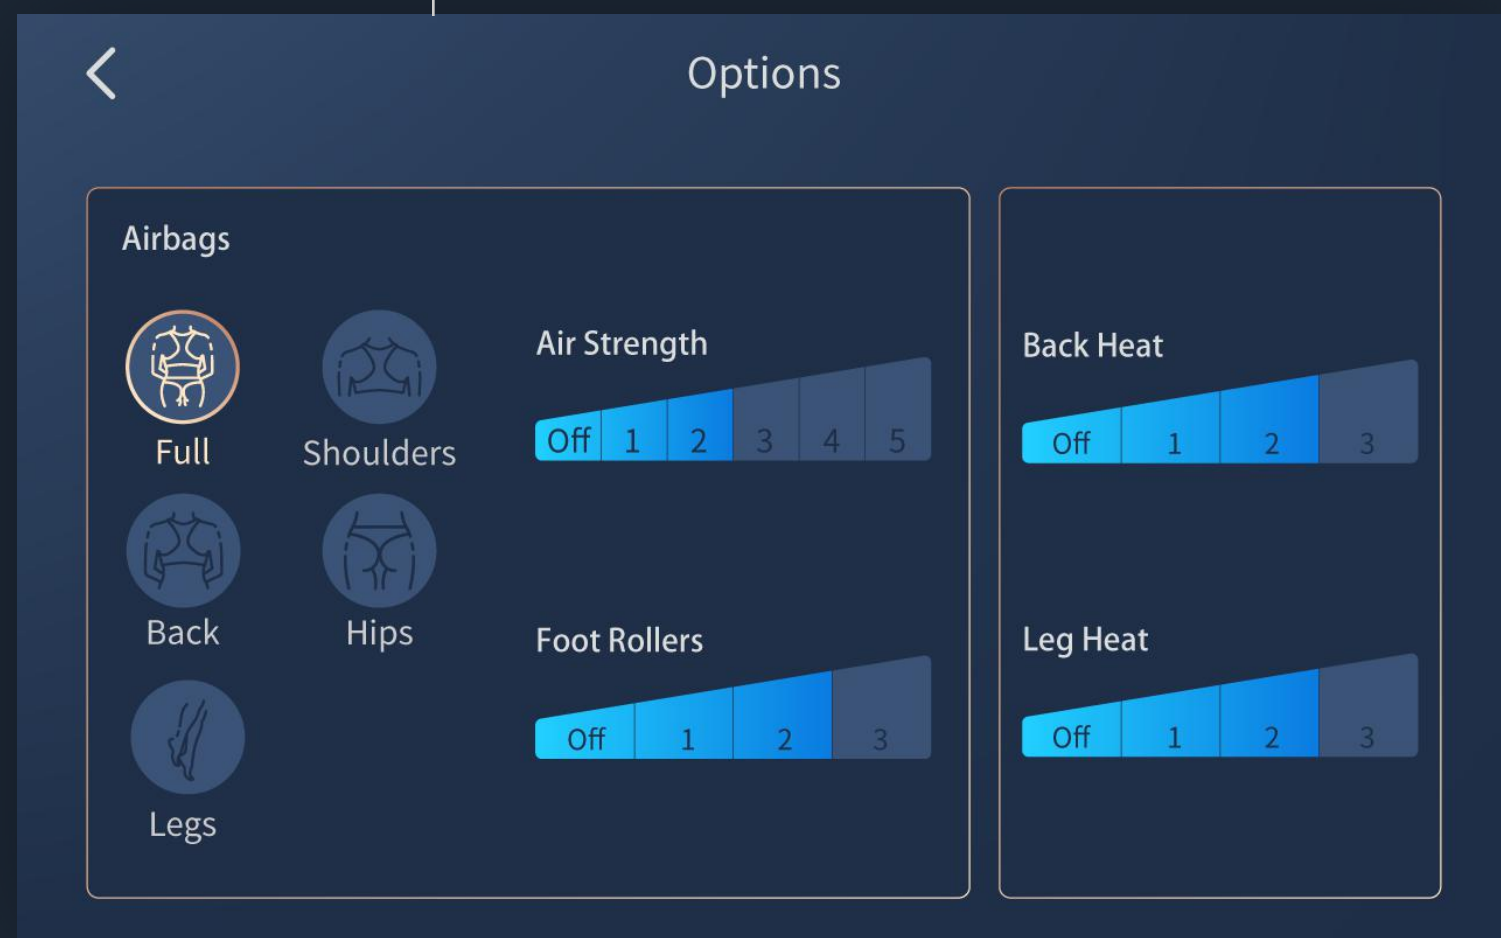 Options
Airbags
Full
Shoulders
Back
Hips
Legs
Air Strength
Off 1 2 3 4 5
Foot Rollers
Off 1 2 3
Back Heat
Off 1 2 3
Leg Heat
Off 1 2 3